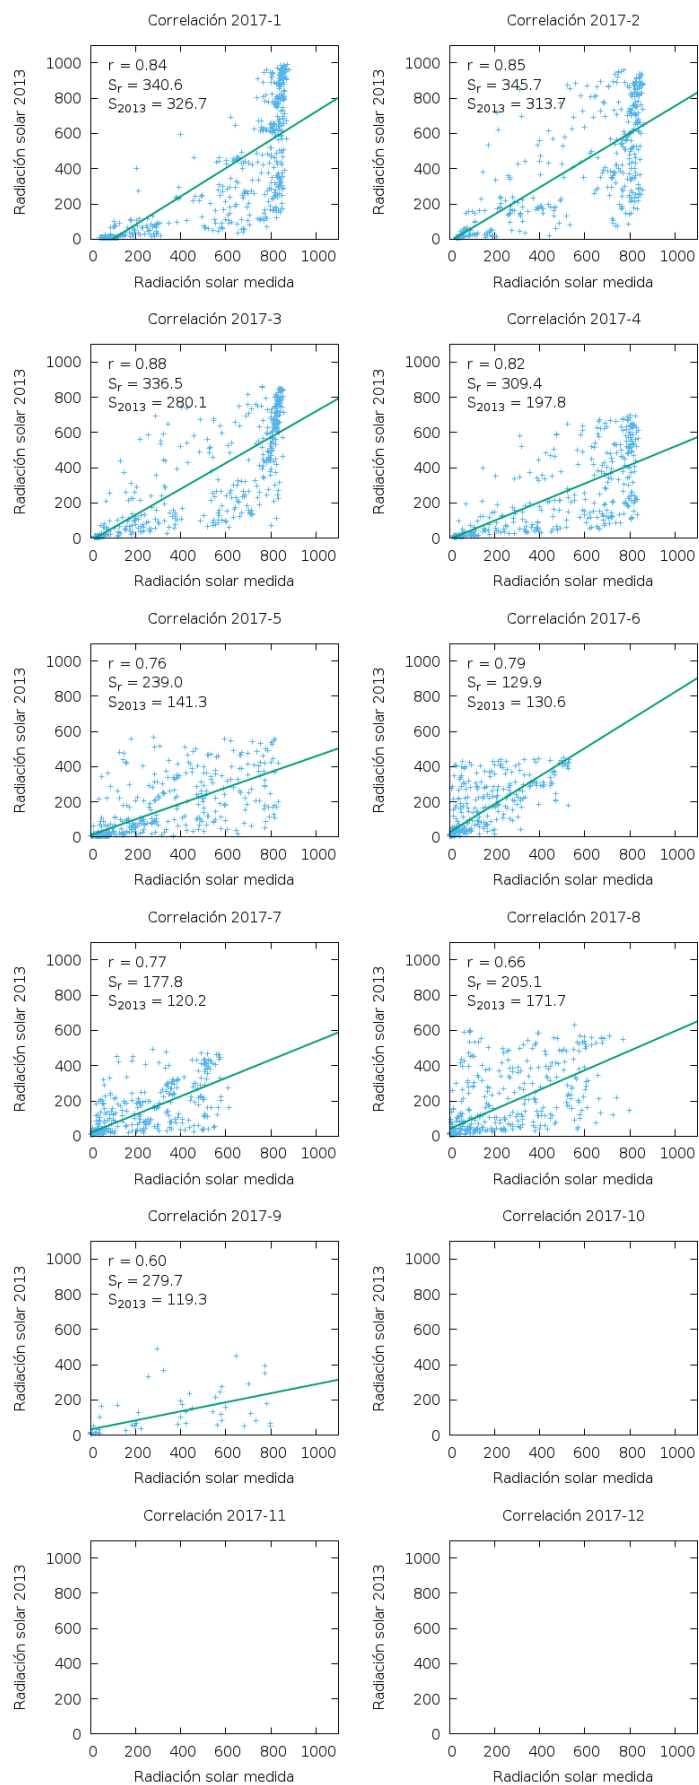 Correlación 2017-1
Radiación solar 2013
1000
800
600
400
200
0
r = 0.84
Sr = 340.6
S2013 = 326.7
0 200 400 600 800 1000
Radiación solar medida
Correlación 2017-2
Radiación solar 2013
1000
800
600
400
200
0
r = 0.85
Sr = 345.7
S2013 = 313.7
0 200 400 600 800 1000
Radiación solar medida
Correlación 2017-3
Radiación solar 2013
1000
800
600
400
200
0
r = 0.88
Sr = 336.5
S2013 = 280.1
0 200 400 600 800 1000
Radiación solar medida
Correlación 2017-4
Radiación solar 2013
1000
800
600
400
200
0
r = 0.82
Sr = 309.4
S2013 = 197.8
0 200 400 600 800 1000
Radiación solar medida
Correlación 2017-5
Radiación solar 2013
1000
800
600
400
200
0
r = 0.76
Sr = 239.0
S2013 = 141.3
0 200 400 600 800 1000
Radiación solar medida
Correlación 2017-6
Radiación solar 2013
1000
800
600
400
200
0
r = 0.79
Sr = 129.9
S2013 = 130.6
0 200 400 600 800 1000
Radiación solar medida
Correlación 2017-7
Radiación solar 2013
1000
800
600
400
200
0
r = 0.77
Sr = 177.8
S2013 = 120.2
0 200 400 600 800 1000
Radiación solar medida
Correlación 2017-8
Radiación solar 2013
1000
800
600
400
200
0
r = 0.66
Sr = 205.1
S2013 = 171.7
0 200 400 600 800 1000
Radiación solar medida
Correlación 2017-9
Radiación solar 2013
1000
800
600
400
200
0
r = 0.60
Sr = 279.7
S2013 = 119.3
0 200 400 600 800 1000
Radiación solar medida
Correlación 2017-10
Radiación solar 2013
1000
800
600
400
200
0
0 200 400 600 800 1000
Radiación solar medida
Correlación 2017-11
Radiación solar 2013
1000
800
600
400
200
0
0 200 400 600 800 1000
Radiación solar medida
Correlación 2017-12
Radiación solar 2013
1000
800
600
400
200
0
0 200 400 600 800 1000
Radiación solar medida